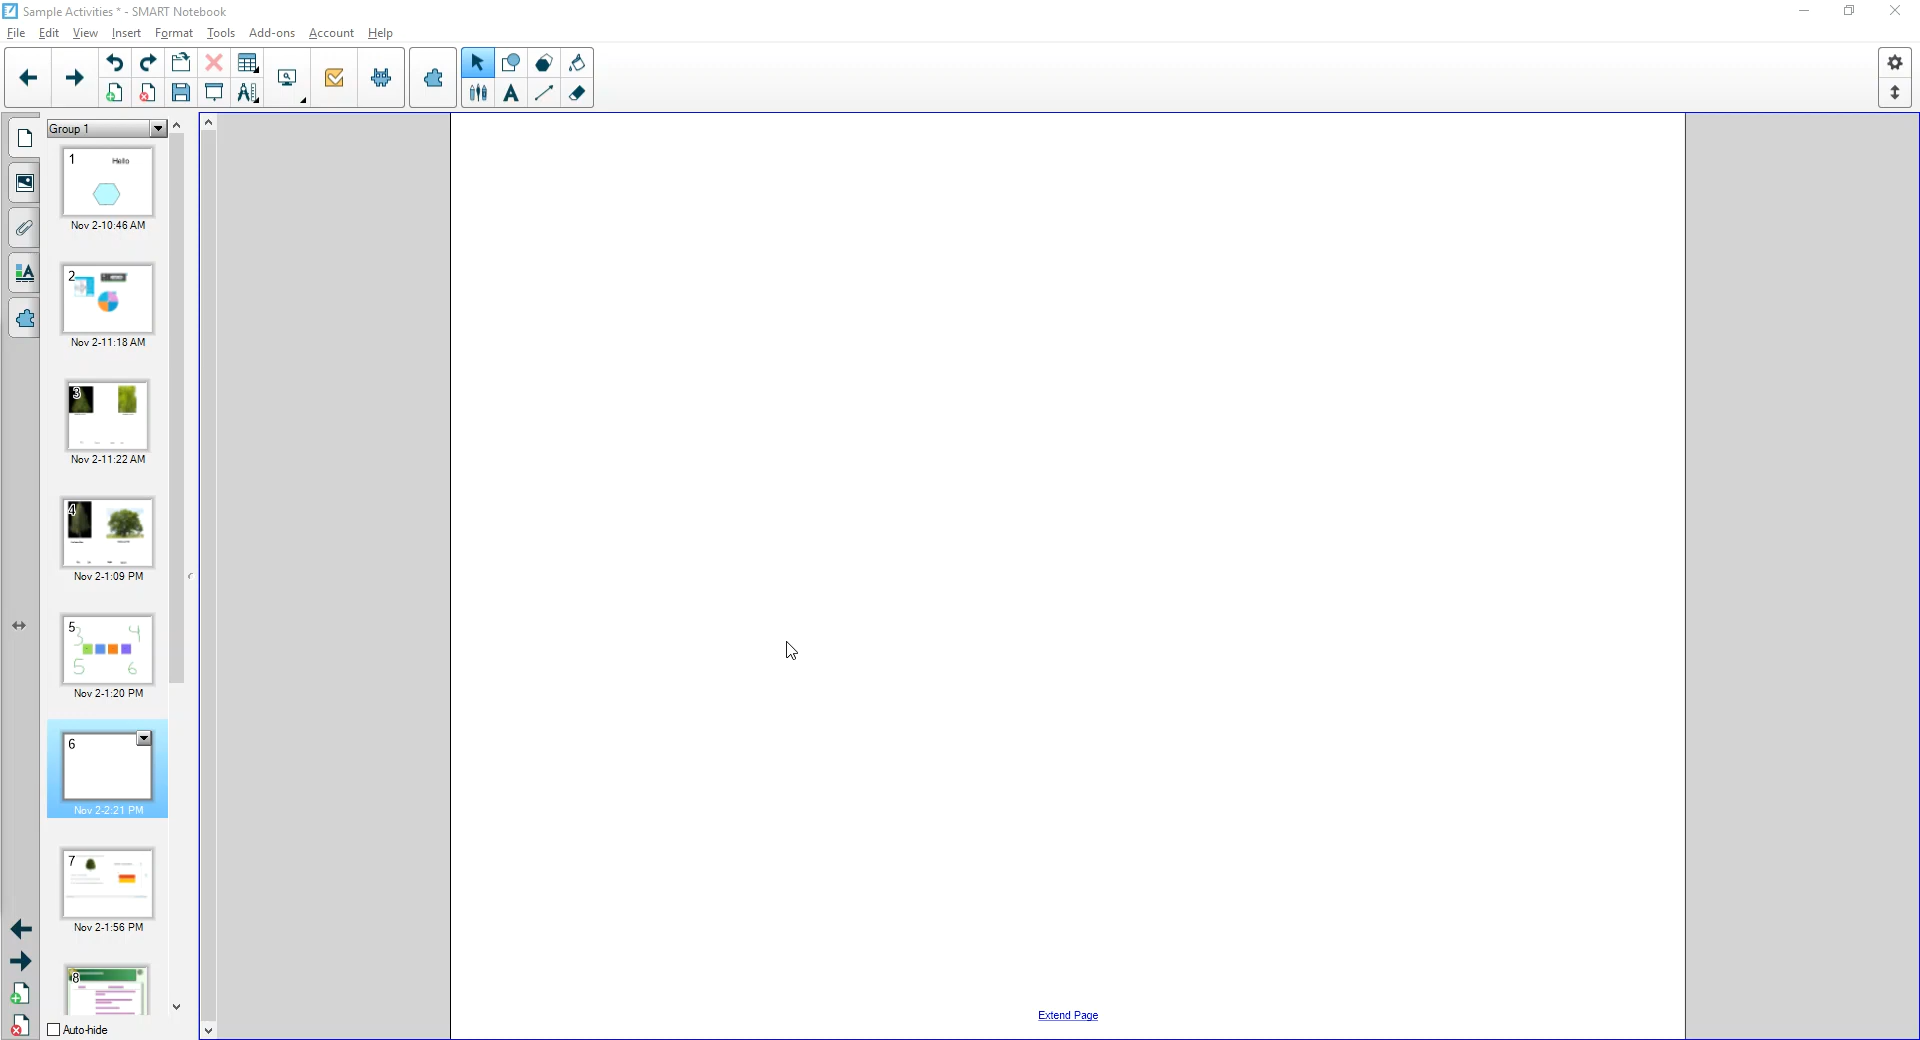 Sample Activities * - SMART Notebook
File Edit View Insert Format Tools Add-ons Account Help
Group 1
1
Hello
Nov 2-10:46 AM
2
Nov 2-11:18 AM
3
Nov 2-11:22 AM
4
Nov 2-1:09 PM
5
3 4
5 6
Nov 2-1:20 PM
6
Nov 2-2:21 PM
7
Nov 2-1:56 PM
8
Auto-hide
Extend Page